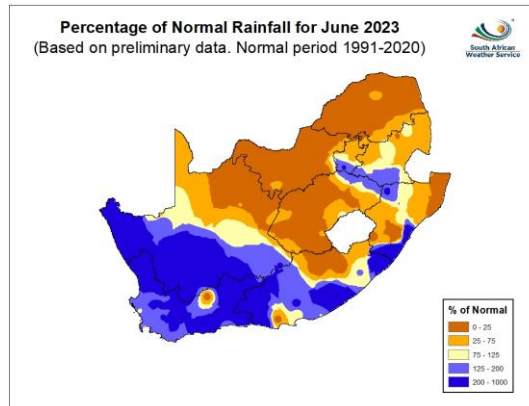 Percentage of Normal Rainfall for June 2023
(Based on preliminary data. Normal period 1991-2020)
South African
Weather Service
% of Normal
0 - 25
25 - 75
75 - 125
125 - 200
200 - 1000